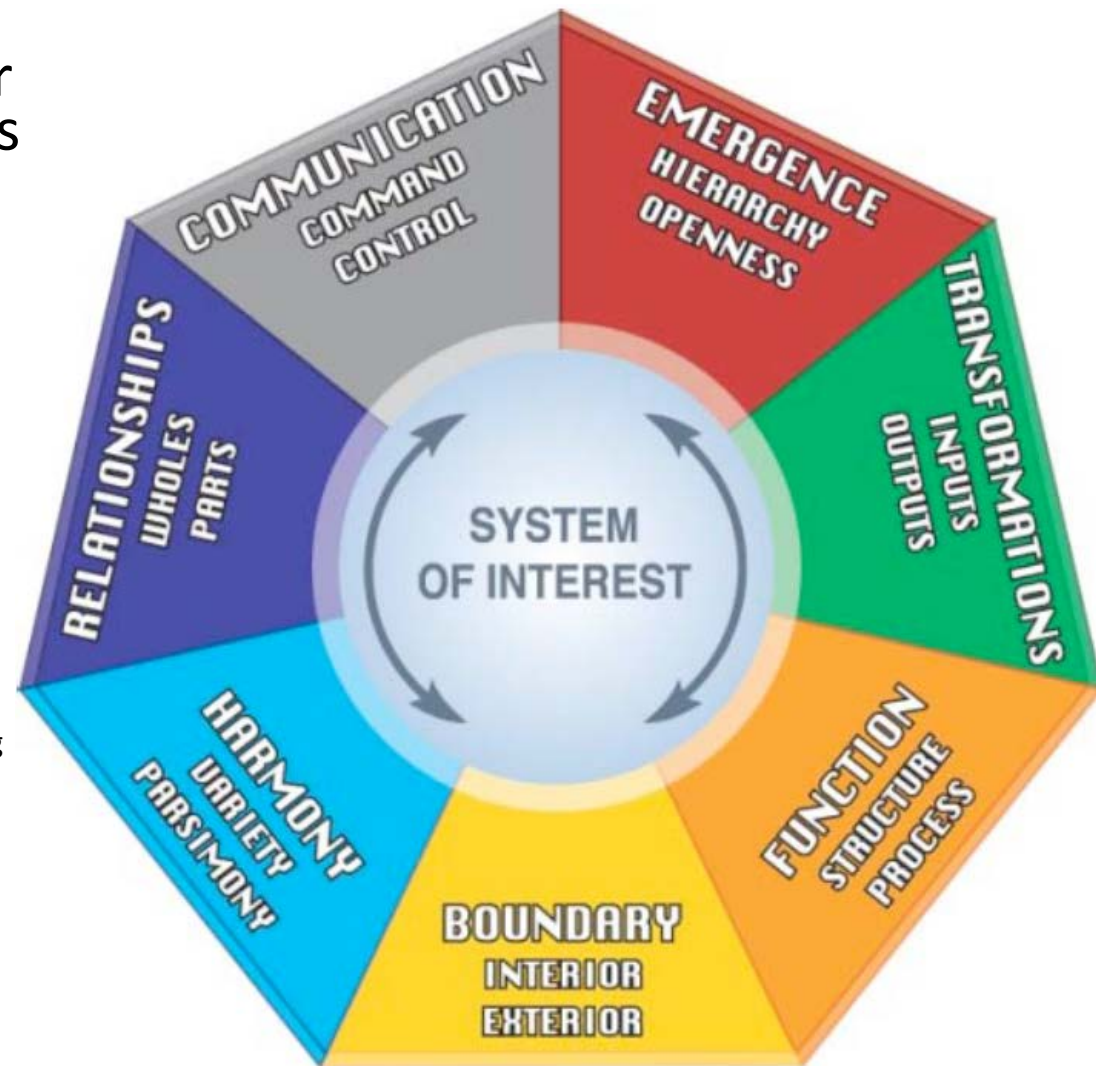 r
s
g
COMMUNICATION
COMMAND
CONTROL
EMERGENCE
HIERARCHY
OPENNESS
TRANSFORMATIONS
INPUTS
OUTPUTS
FUNCTION
STRUCTURE
PROCESS
BOUNDARY
INTERIOR
EXTERIOR
HARMONY
VARIETY
PARSIMONY
RELATIONSHIPS
WHOLES
PARTS
SYSTEM
OF INTEREST